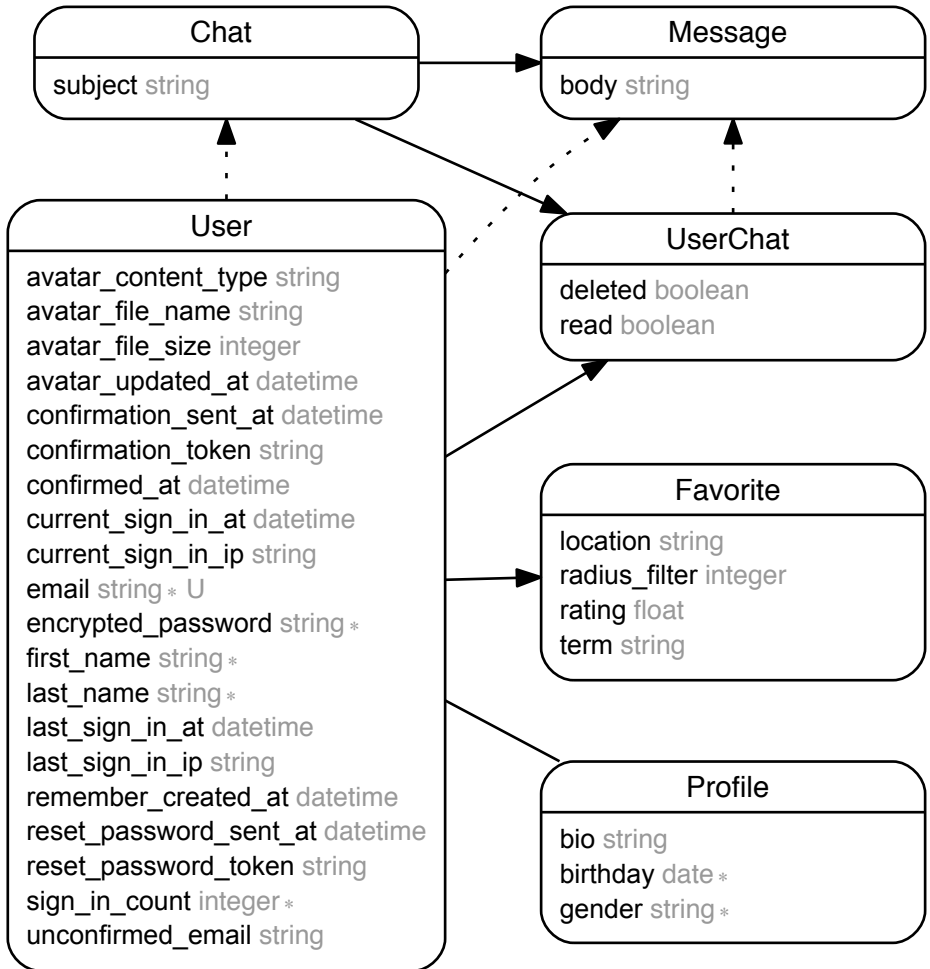 Chat
subject string
Message
body string
User
avatar_content_type string
avatar_file_name string
avatar_file_size integer
avatar_updated_at datetime
confirmation_sent_at datetime
confirmation_token string
confirmed_at datetime
current_sign_in_at datetime
current_sign_in_ip string
email string * U
encrypted_password string *
first_name string *
last_name string *
last_sign_in_at datetime
last_sign_in_ip string
remember_created_at datetime
reset_password_sent_at datetime
reset_password_token string
sign_in_count integer *
unconfirmed_email string
UserChat
deleted boolean
read boolean
Favorite
location string
radius_filter integer
rating float
term string
Profile
bio string
birthday date *
gender string *